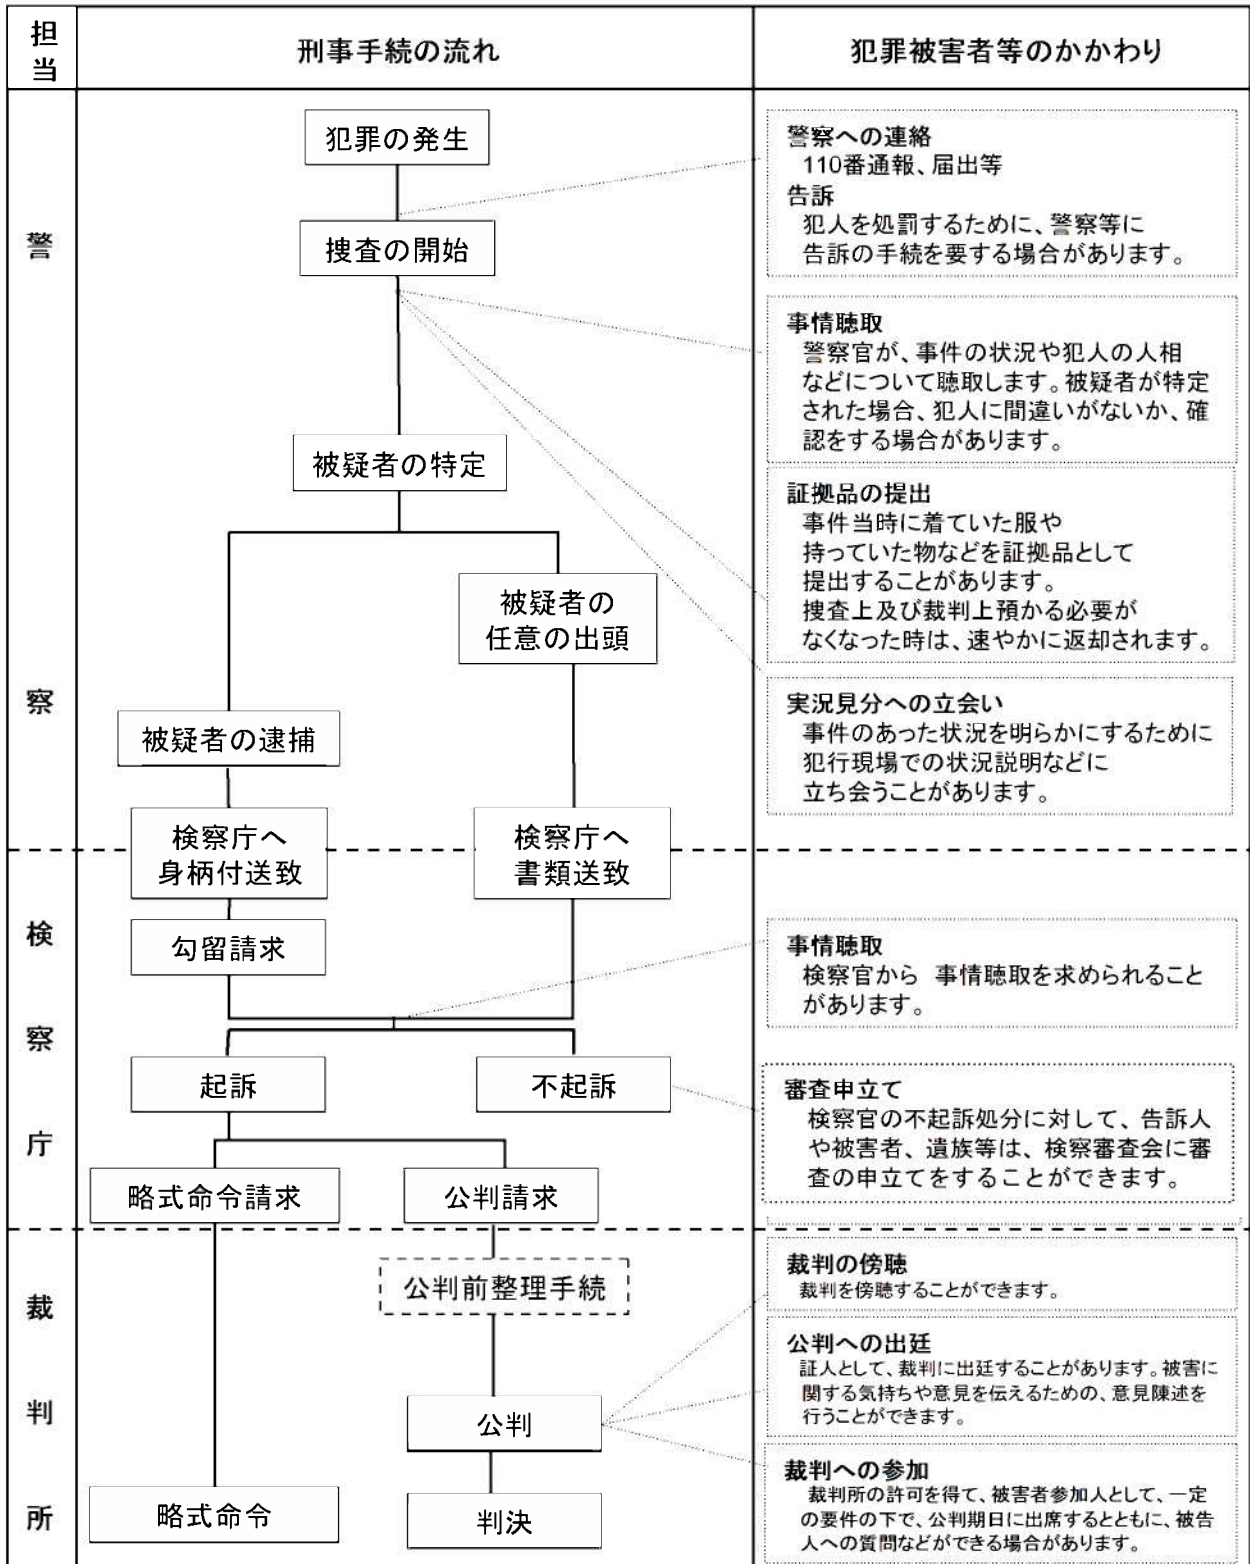 担
当
刑事手続の流れ
犯罪被害者等のかかわり
警
察
犯罪の発生
捜査の開始
被疑者の特定
被疑者の
任意の出頭
被疑者の逮捕
検察庁へ
身柄付送致
検察庁へ
書類送致
警察への連絡
110番通報、届出等
告訴
犯人を処罰するために、警察等に
告訴の手続を要する場合があります。
事情聴取
警察官が、事件の状況や犯人の人相
などについて聴取します。被疑者が特定
された場合、犯人に間違いがないか、確
認をする場合があります。
証拠品の提出
事件当時に着ていた服や
持っていた物などを証拠品として
提出することがあります。
捜査上及び裁判上預かる必要が
なくなった時は、速やかに返却されます。
実況見分への立会い
事件のあった状況を明らかにするために
犯行現場での状況説明などに
立ち会うことがあります。
検
察
庁
勾留請求
起訴
不起訴
略式命令請求
公判請求
事情聴取
検察官から 事情聴取を求められること
があります。
審査申立て
検察官の不起訴処分に対して、告訴人
や被害者、遺族等は、検察審査会に審
査の申立てをすることができます。
裁
判
所
公判前整理手続
公判
略式命令
判決
裁判の傍聴
裁判を傍聴することができます。
公判への出廷
証人として、裁判に出廷することがあります。被害に
関する気持ちや意見を伝えるための、意見陳述を
行うことができます。
裁判への参加
裁判所の許可を得て、被害者参加人として、一定
の要件の下で、公判期日に出席するとともに、被告
人への質問などができる場合があります。